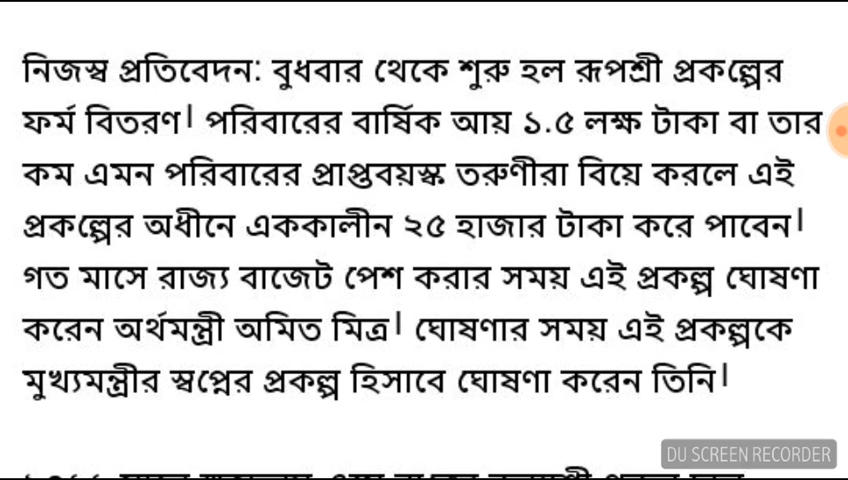 নিজস্ব প্রতিবেদন: বুধবার থেকে শুরু হল রূপশ্রী প্রকল্পের
ফর্ম বিতরণ। পরিবারের বার্ষিক আয় ১.৫ লক্ষ টাকা বা তার
কম এমন পরিবারের প্রাপ্তবয়স্ক তরুণীরা বিয়ে করলে এই
প্রকল্পের অধীনে এককালীন ২৫ হাজার টাকা করে পাবেন।
গত মাসে রাজ্য বাজেট পেশ করার সময় এই প্রকল্প ঘোষণা
করেন অর্থমন্ত্রী অমিত মিত্র। ঘোষণার সময় এই প্রকল্পকে
মুখ্যমন্ত্রীর স্বপ্নের প্রকল্প হিসাবে ঘোষণা করেন তিনি।
DU SCREEN RECORDER